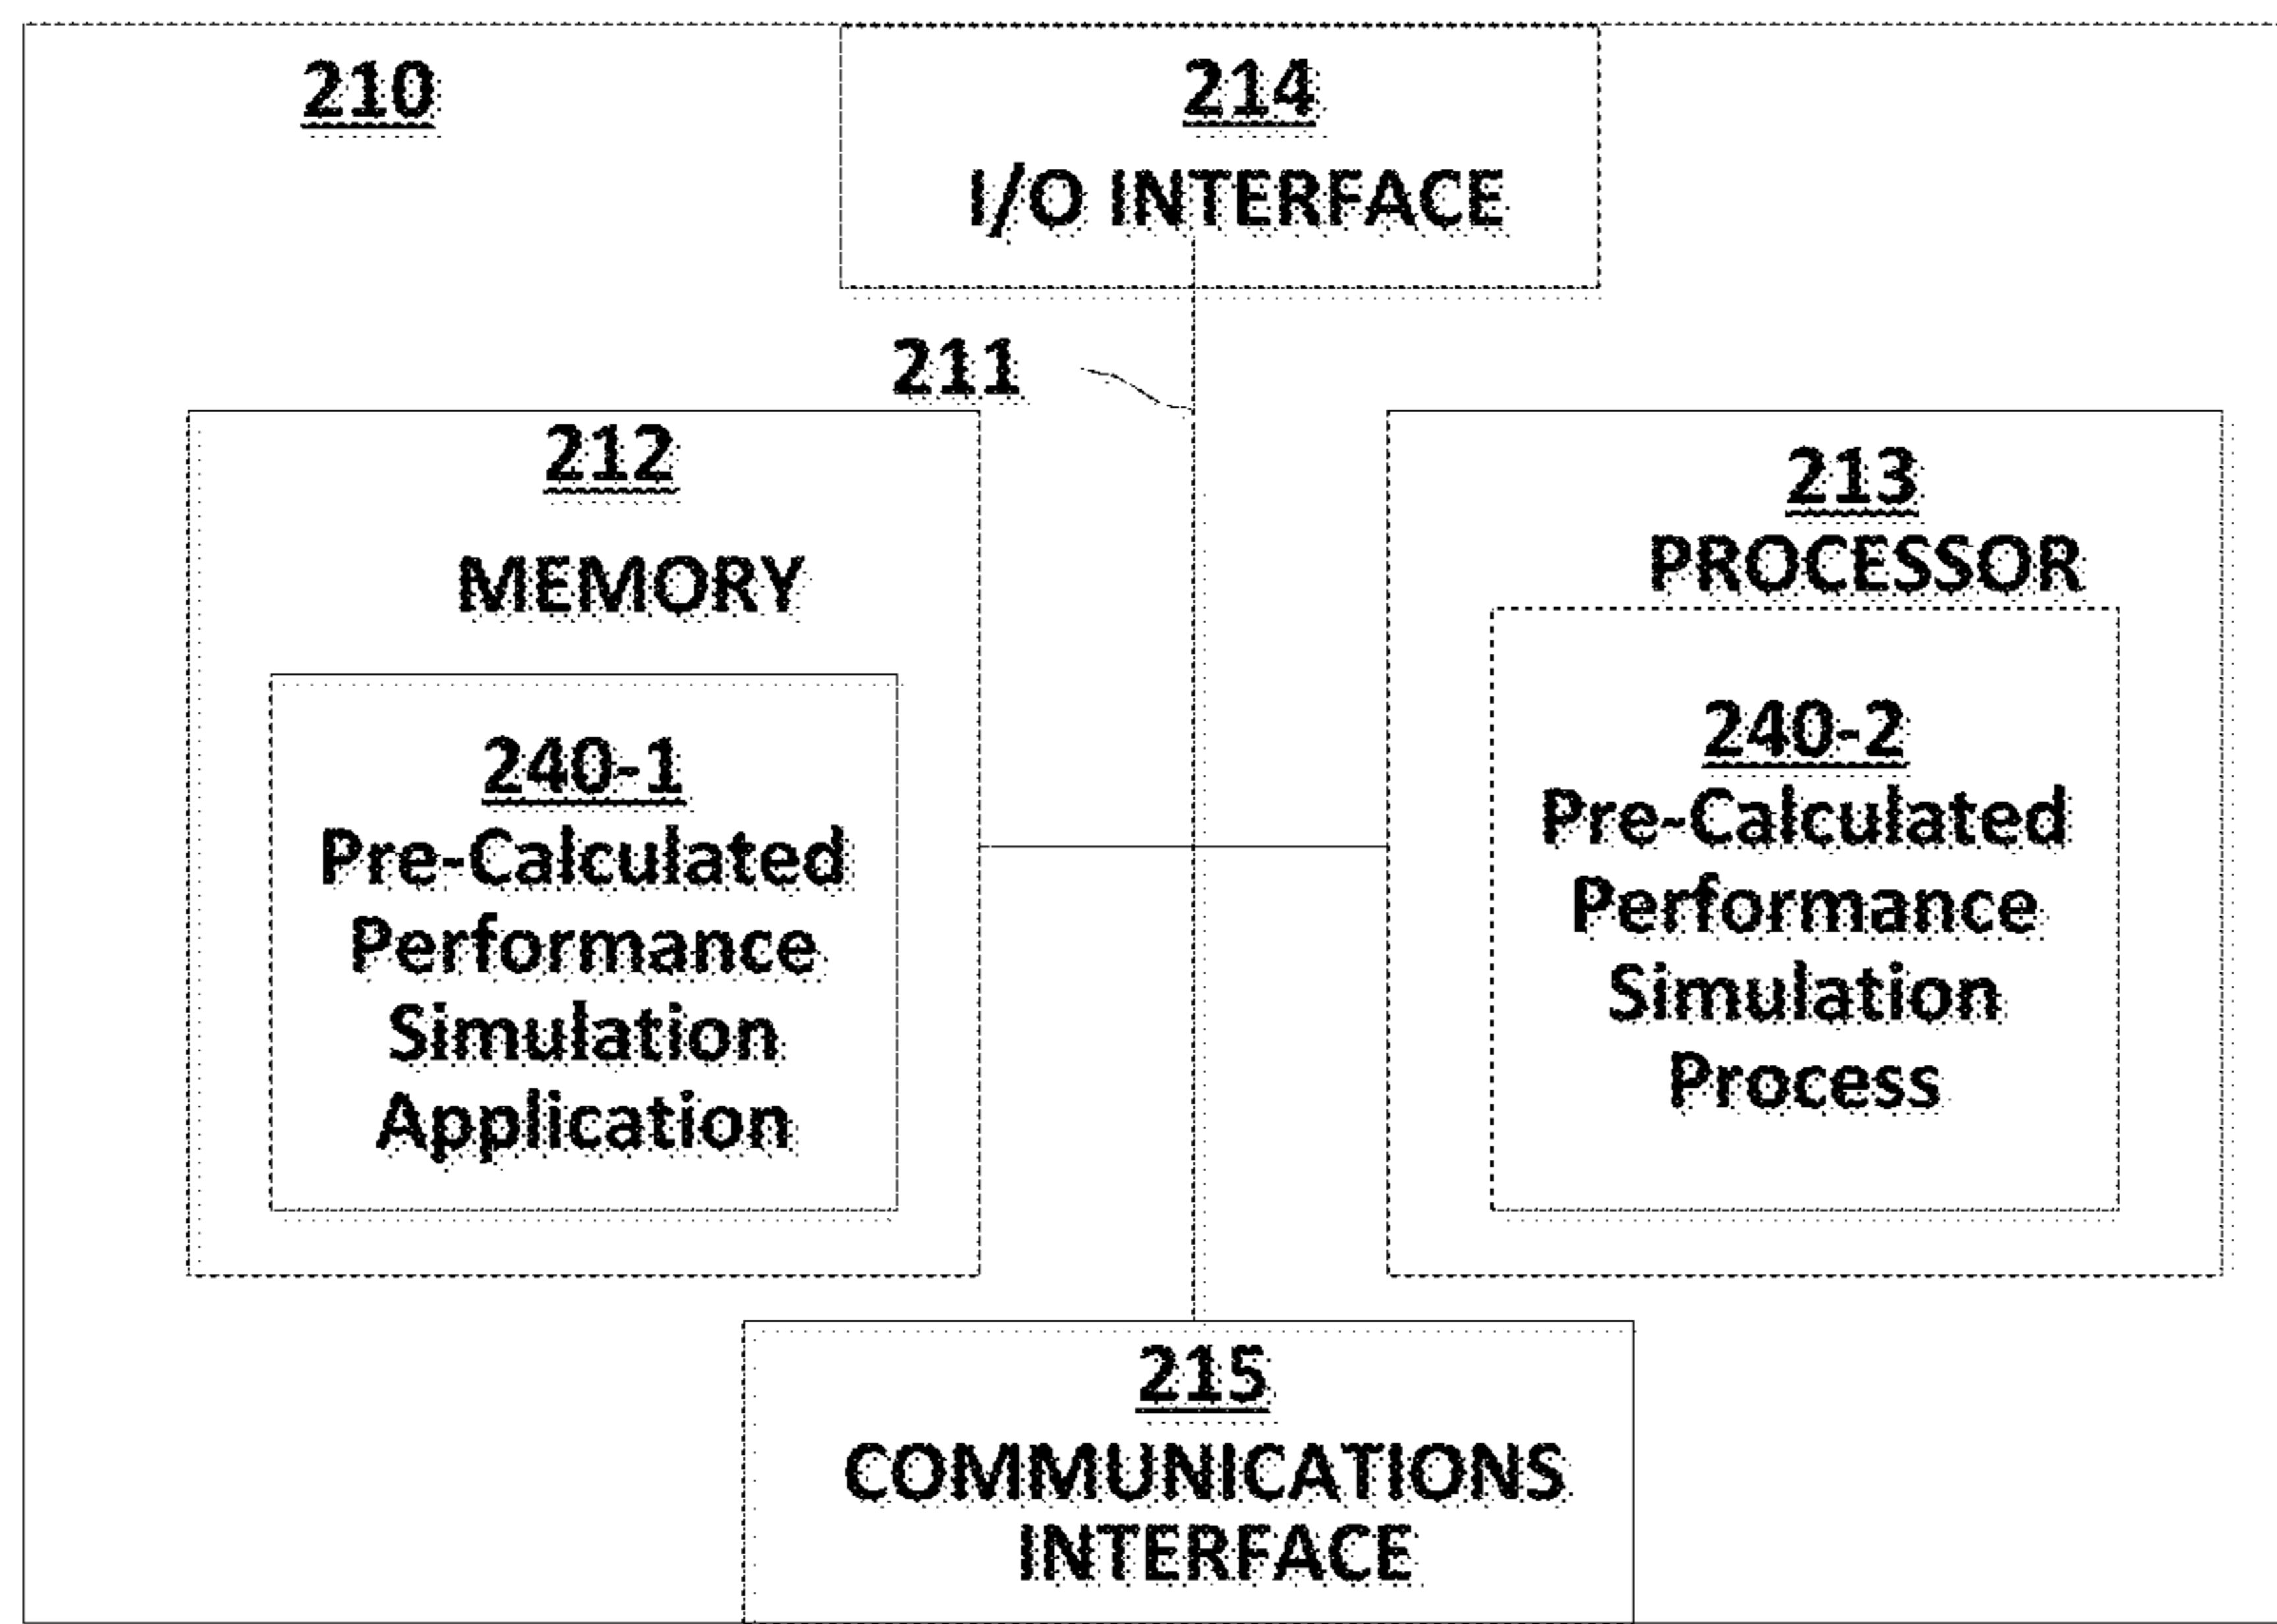 210
214
I/O INTERFACE
211
212
MEMORY
240-1
Pre-Calculated
Performance
Simulation
Application
213
PROCESSOR
240-2
Pre-Calculated
Performance
Simulation
Process
215
COMMUNICATIONS
INTERFACE